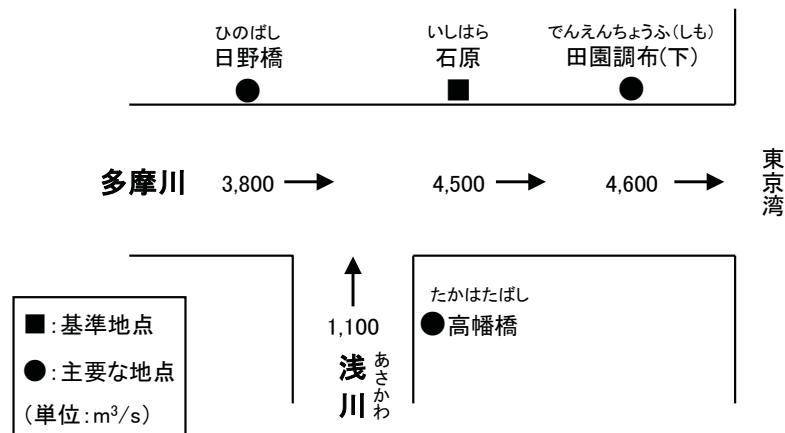 ひのばし
日野橋
いしはら
石原
でんえんちょうふ(しも)
田園調布(下)
多摩川
3,800
4,500
4,600
東京湾
たかはたばし
●高幡橋
1,100
浅川
あさかわ
■:基準地点
●:主要な地点
(単位:m³/s)